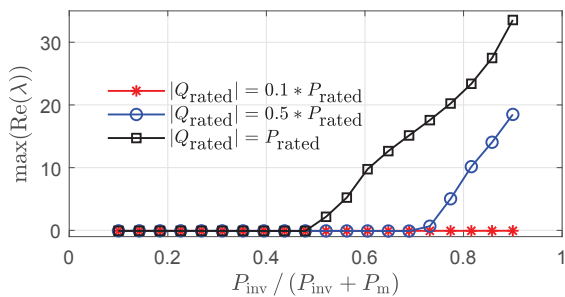 max(Re(λ))
30
20
10
0
|Q_rated| = 0.1 * P_rated
|Q_rated| = 0.5 * P_rated
|Q_rated| = P_rated
0 0.2 0.4 0.6 0.8 1
P_inv / (P_inv + P_m)